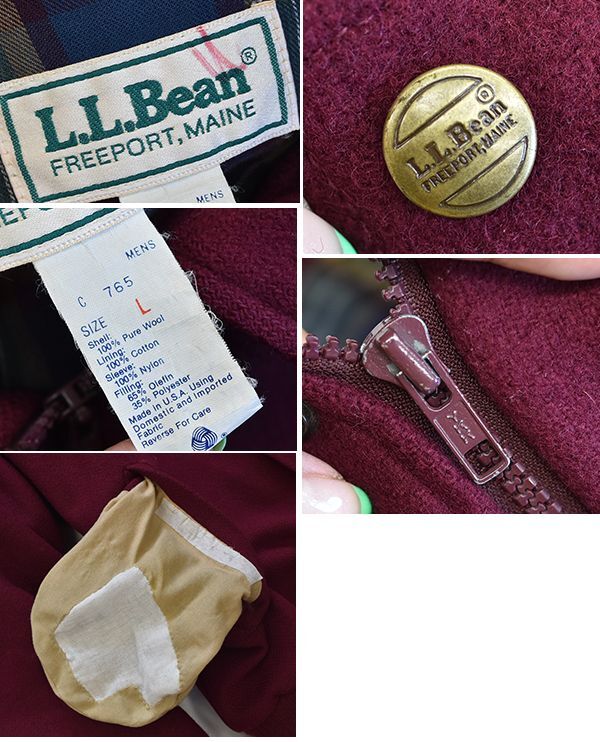 L.L.Bean®
FREEPORT, MAINE
MENS
L.L.Bean®
FREEPORT, MAINE
MAINE
MENS
C 765
SIZE L
Shell:
100% Pure Wool
Lining:
100% Cotton
Sleeve:
100% Nylon
Filling:
65% Olefin
35% Polyester
Made in U.S.A. Using
Domestic and Imported
Fabric
Reverse For Care
YKK